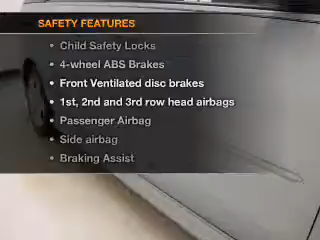 SAFETY FEATURES
• Child Safety Locks
• 4-wheel ABS Brakes
• Front Ventilated disc brakes
• 1st, 2nd and 3rd row head airbags
• Passenger Airbag
• Side airbag
• Braking Assist